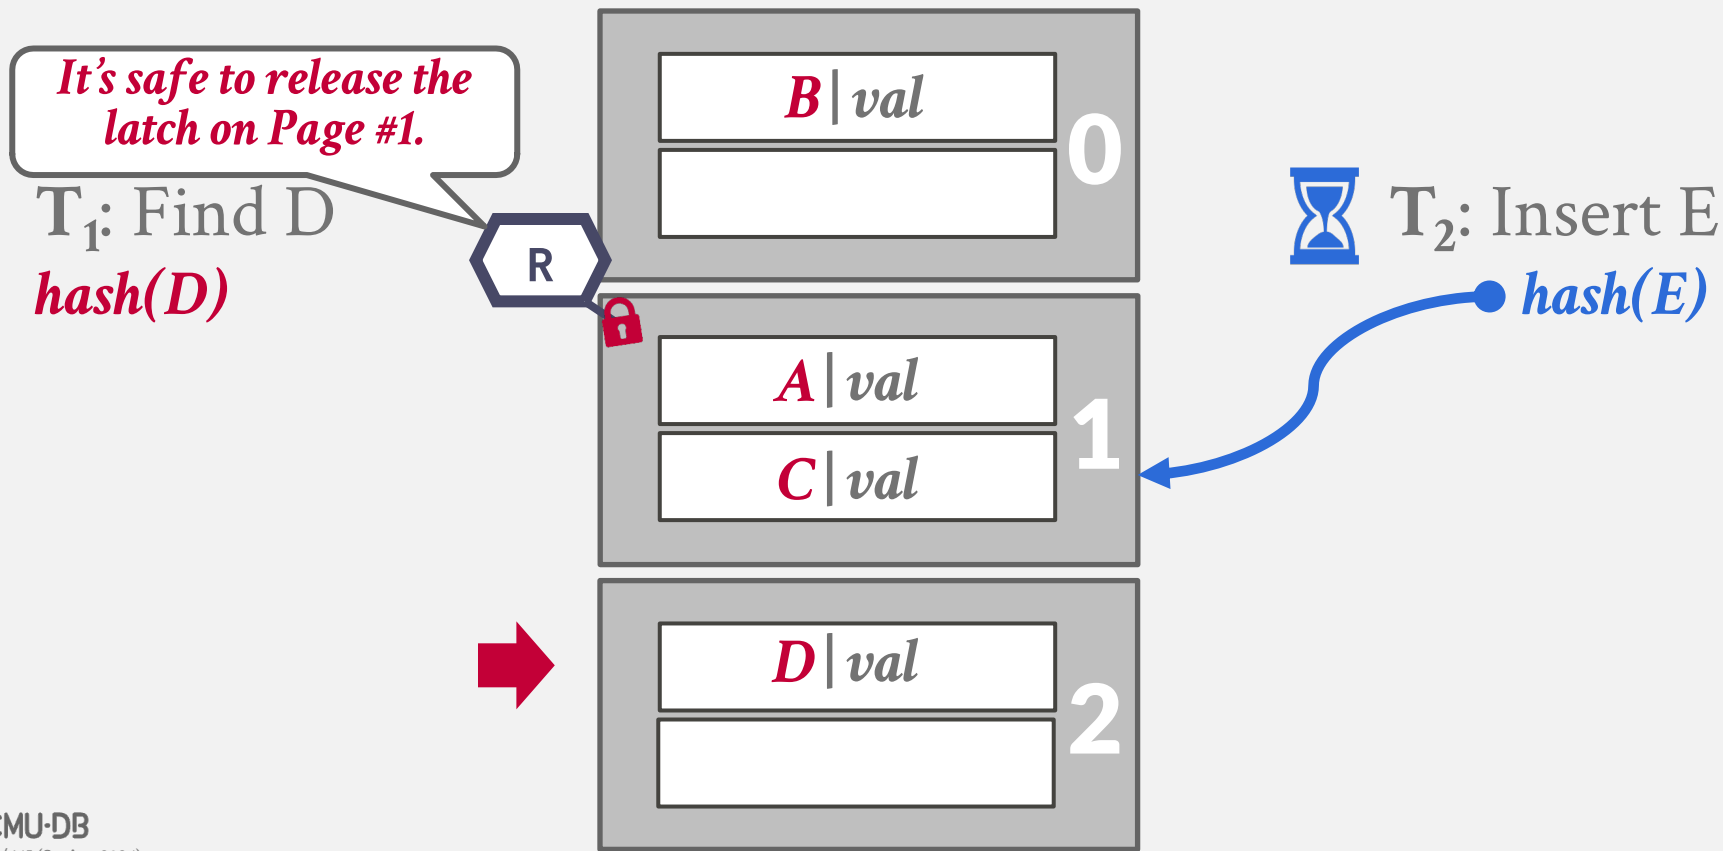 It's safe to release the
latch on Page #1.
T₁: Find D
hash(D)
R
B|val
0
A|val
C|val
1
D|val
2
T₂: Insert E
hash(E)
CMU·DB